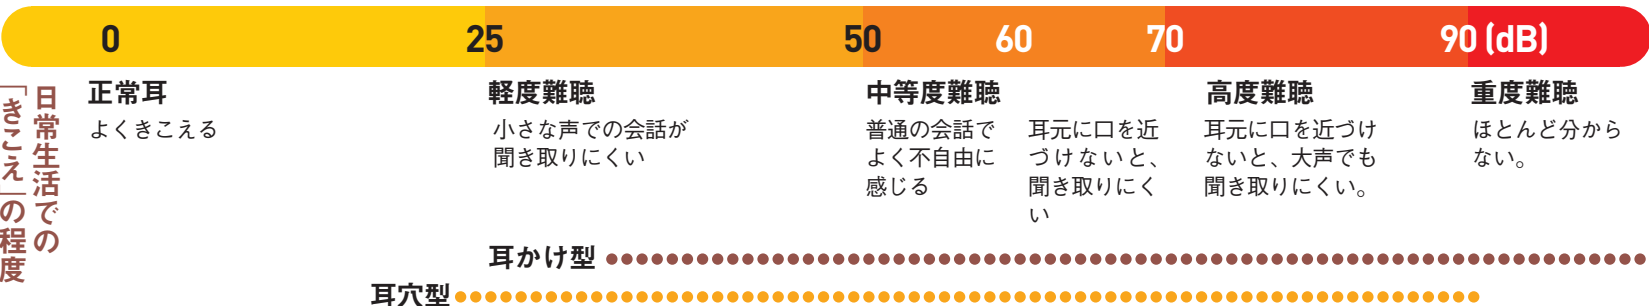 0 25 50 60 70 90 (dB)
日常生活での
「きこえ」の程度
正常耳
よくきこえる
軽度難聴
小さな声での会話が
聞き取りにくい
中等度難聴
普通の会話で
よく不自由に
感じる
耳元に口を近
づけないと、
聞き取りにく
い
高度難聴
耳元に口を近づけ
ないと、大声でも
聞き取りにくい。
重度難聴
ほとんど分から
ない。
耳かけ型
耳穴型